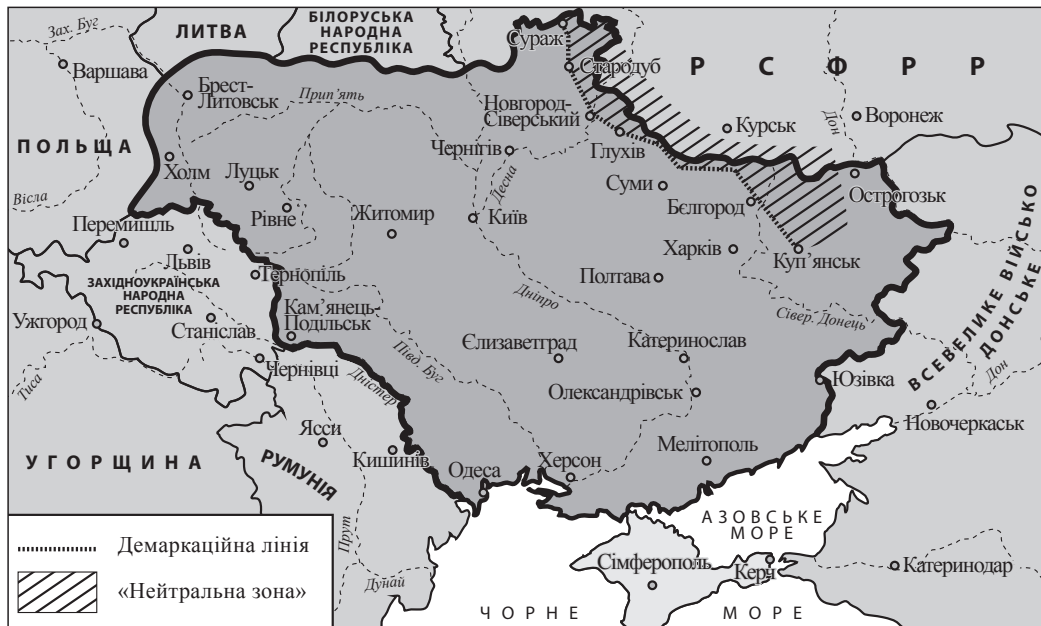 Зах. Буг
ЛИТВА
БІЛОРУСЬКА
НАРОДНА
РЕСПУБЛІКА
Сураж
Варшава
Стародуб
РСФРР
Брест-
Литовськ
Прип'ять
Новгород-
Сіверський
Курськ
Дон
Воронеж
ПОЛЬЩА
Чернігів
Глухів
Холм
Луцьк
Десна
Суми
Острогозьк
Вісла
Рівне
Житомир
Київ
Бєлгород
Перемишль
Львів
Харків
Куп'янськ
ЗАХІДНОУКРАЇНСЬКА
НАРОДНА
РЕСПУБЛІКА
Тернопіль
Полтава
Дніпро
Кам'янець-
Подільськ
Сівер. Донець
ВСЕВЕЛИКЕ ВІЙСЬКО
ДОНСЬКЕ
Ужгород
Станіслав
Півд. Буг
Єлизаветград
Катеринослав
Чернівці
Дністер
Тиса
Олександрівськ
Юзівка
Дон
Новочеркаськ
Ясси
Кишинів
Мелітополь
УГОРЩИНА
РУМУНІЯ
Одеса
Херсон
АЗОВСЬКЕ
МОРЕ
Прут
Демаркаційна лінія
«Нейтральна зона»
Дунай
Сімферополь
Керч
Катеринодар
ЧОРНЕ МОРЕ